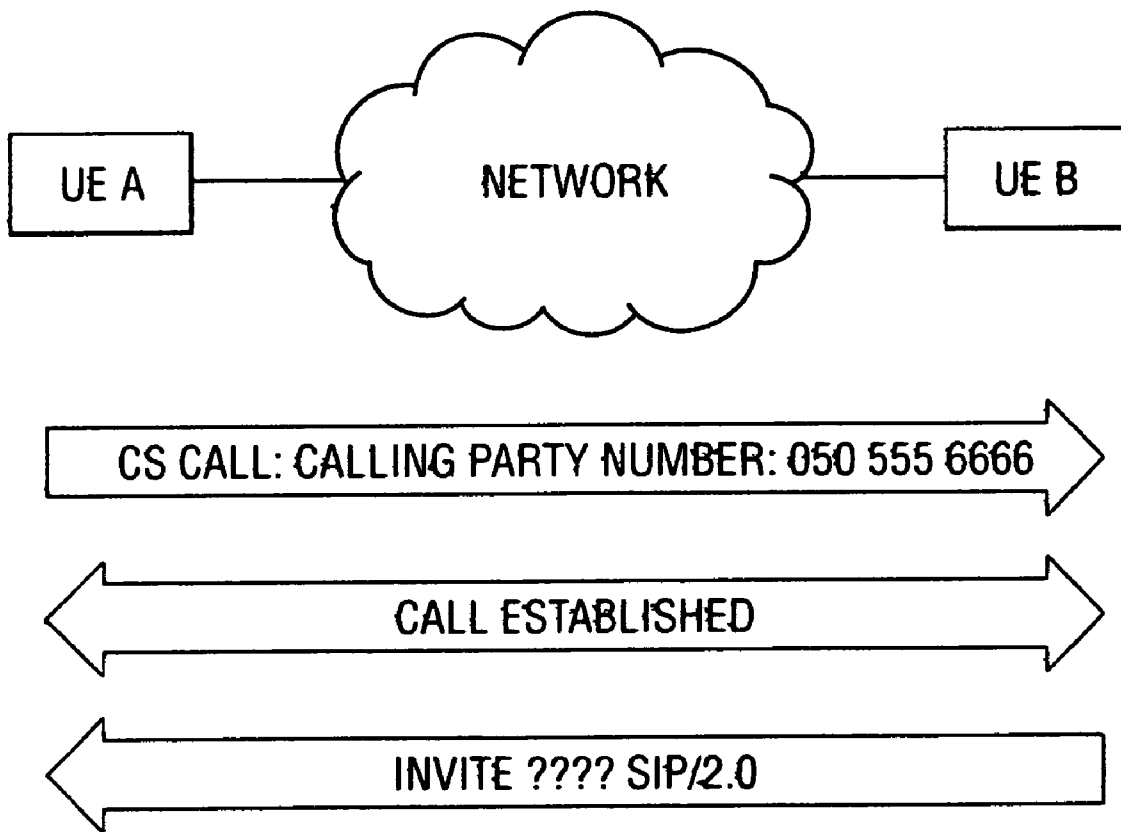 UE A
NETWORK
UE B
CS CALL: CALLING PARTY NUMBER: 050 555 6666
CALL ESTABLISHED
INVITE ???? SIP/2.0